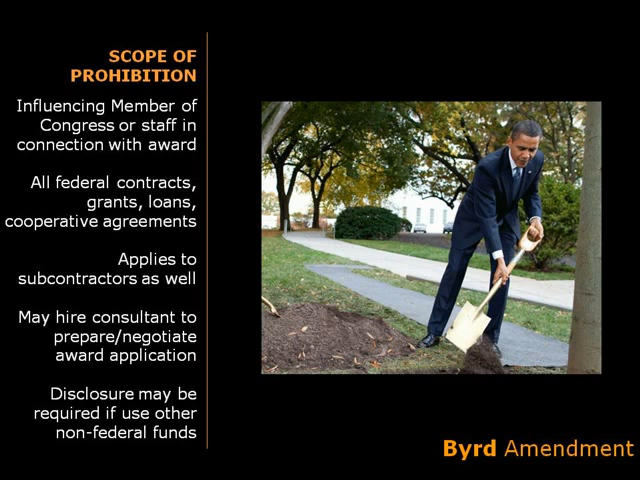 SCOPE OF
PROHIBITION
Influencing Member of
Congress or staff in
connection with award
All federal contracts,
grants, loans,
cooperative agreements
Applies to
subcontractors as well
May hire consultant to
prepare/negotiate
award application
Disclosure may be
required if use other
non-federal funds
Byrd Amendment